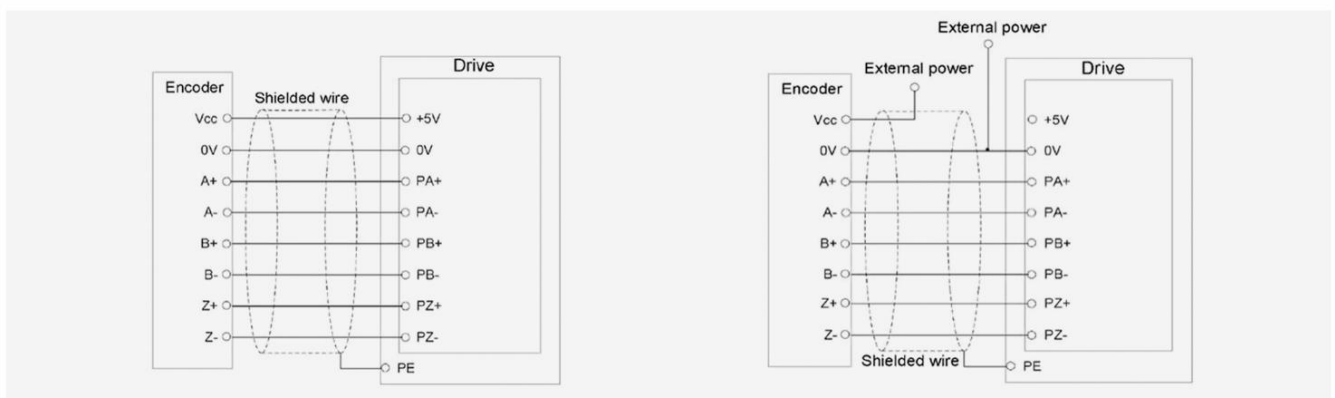 Drive
Encoder
Shielded wire
Vcc +5V
0V 0V
A+ PA+
A- PA-
B+ PB+
B- PB-
Z+ PZ+
Z- PZ-
PE
External power
External power
Drive
Encoder
Vcc +5V
0V 0V
A+ PA+
A- PA-
B+ PB+
B- PB-
Z+ PZ+
Z- PZ-
Shielded wire
PE